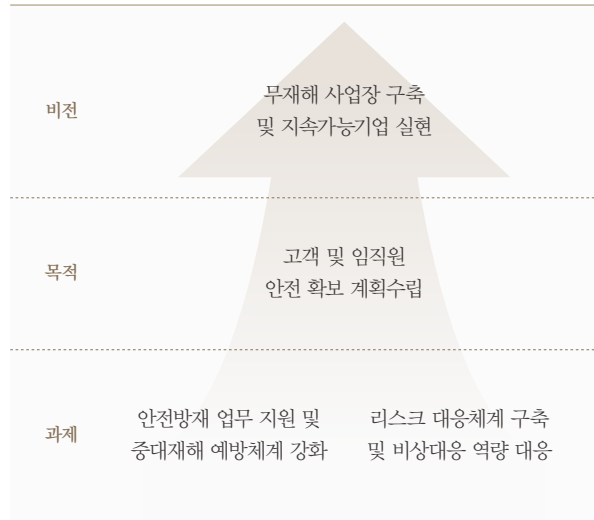 비전
무재해 사업장 구축
및 지속가능기업 실현
목적
고객 및 임직원
안전 확보 계획수립
과제
안전방재 업무 지원 및
중대재해 예방체계 강화
리스크 대응체계 구축
및 비상대응 역량 대응